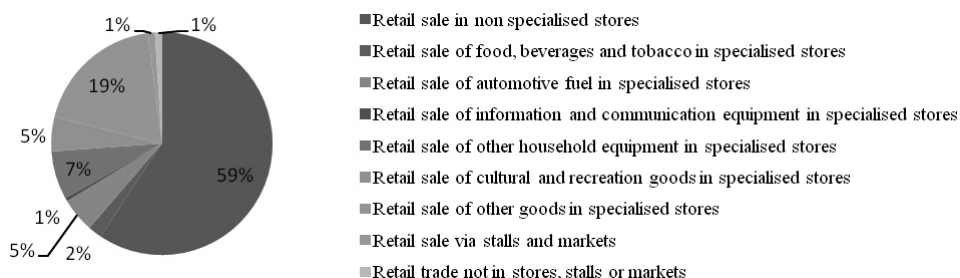 1%
1%
19%
5%
7%
59%
1%
5%
2%
Retail sale in non specialised stores
Retail sale of food, beverages and tobacco in specialised stores
Retail sale of automotive fuel in specialised stores
Retail sale of information and communication equipment in specialised stores
Retail sale of other household equipment in specialised stores
Retail sale of cultural and recreation goods in specialised stores
Retail sale of other goods in specialised stores
Retail sale via stalls and markets
Retail trade not in stores, stalls or markets